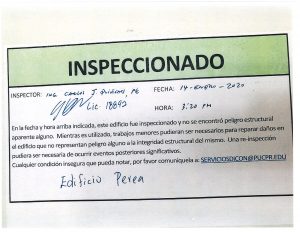 INSPECCIONADO
INSPECTOR: Ing. Carlos J. PE FECHA: 14-ENERO-2020
Lic. 18692 HORA: 3:20 PM
En la fecha y hora arriba indicada, este edificio fue inspeccionado y no se encontró peligro estructural
aparente alguno. Mientras es utilizado, trabajos menores pudieran ser necesarios para reparar daños en
el edificio que no representan peligro alguno a la integridad estructural del mismo. Una re-inspección
pudiera ser necesaria de ocurrir eventos posteriores significativos.
Cualquier condición insegura que pueda notar, por favor comuníquela a: SERVICIOSDICON@PUCPR.EDU
Edificio Perea